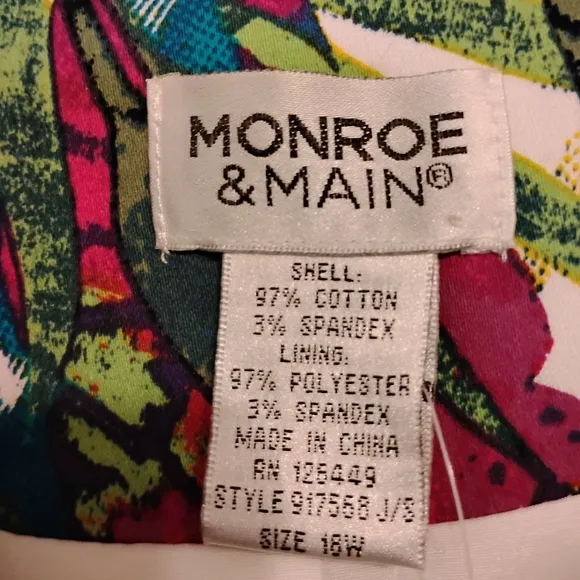 MONROE
& MAIN®
SHELL:
97% COTTON
3% SPANDEX
LINING:
97% POLYESTER
3% SPANDEX
MADE IN CHINA
RN 126449
STYLE 917568 J/S
SIZE 18W